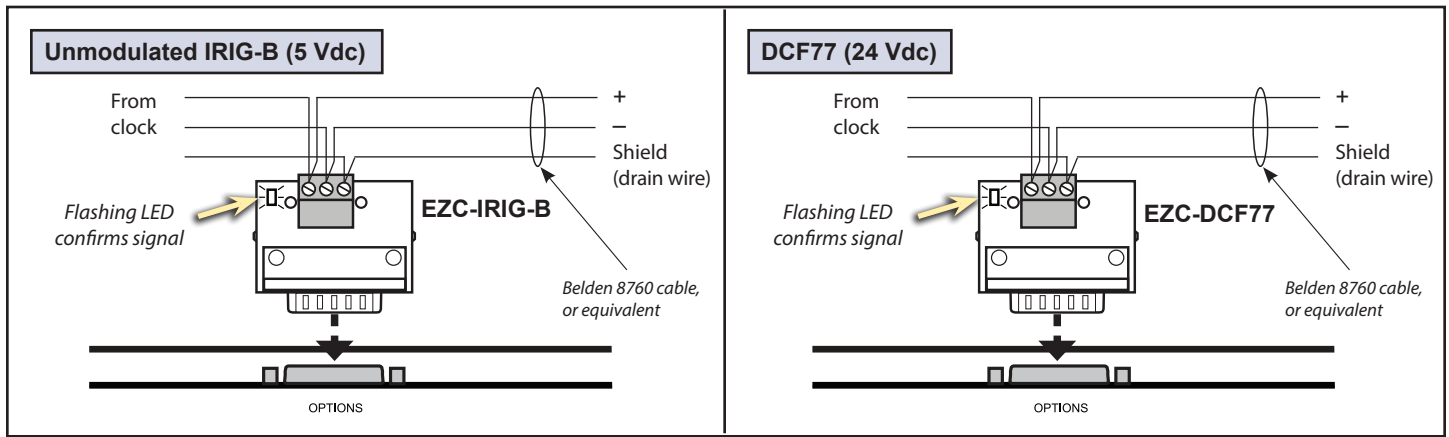 Unmodulated IRIG-B (5 Vdc)
From
clock
+
–
Shield
(drain wire)
Flashing LED
confirms signal
EZC-IRIG-B
Belden 8760 cable,
or equivalent
OPTIONS
DCF77 (24 Vdc)
From
clock
+
–
Shield
(drain wire)
Flashing LED
confirms signal
EZC-DCF77
Belden 8760 cable,
or equivalent
OPTIONS